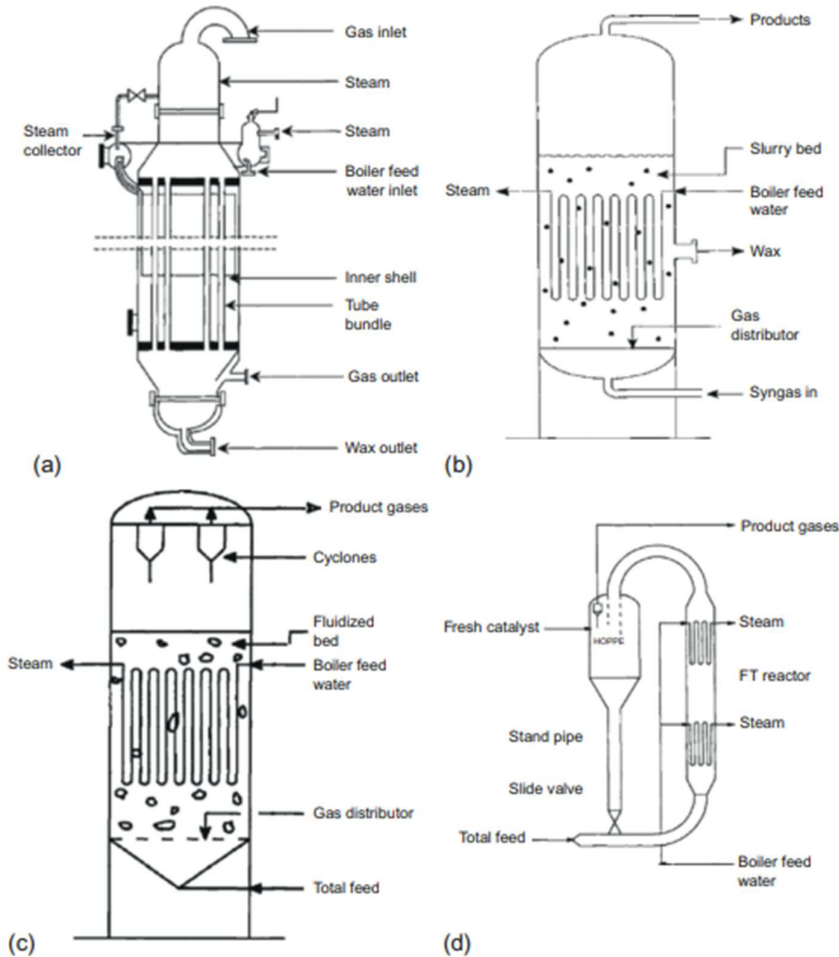 Gas inlet
Steam
Steam
collector
Steam
Boiler feed
water inlet
Inner shell
Tube
bundle
Gas outlet
Wax outlet
(a)
Products
Slurry bed
Steam
Boiler feed
water
Wax
Gas
distributor
Syngas in
(b)
Product gases
Cyclones
Fluidized
bed
Steam
Boiler feed
water
Gas distributor
Total feed
(c)
Product gases
Fresh catalyst
HOPPE
Steam
FT reactor
Steam
Stand pipe
Slide valve
Total feed
Boiler feed
water
(d)